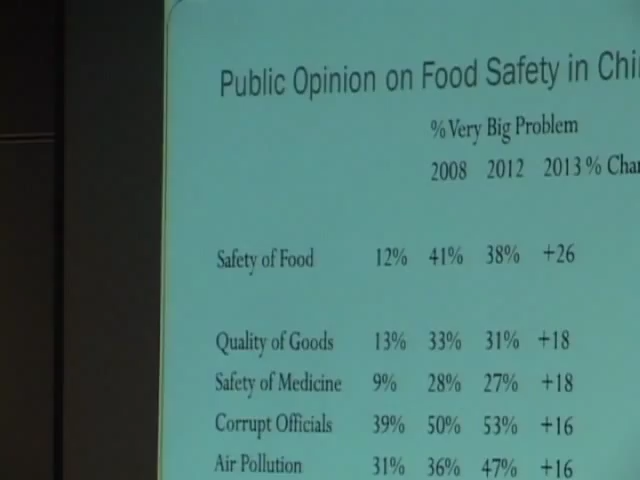 Public Opinion on Food Safety in Chi
% Very Big Problem
2008 2012 2013 % Cha
Safety of Food 12% 41% 38% +26
Quality of Goods 13% 33% 31% +18
Safety of Medicine 9% 28% 27% +18
Corrupt Officials 39% 50% 53% +16
Air Pollution 31% 36% 47% +16